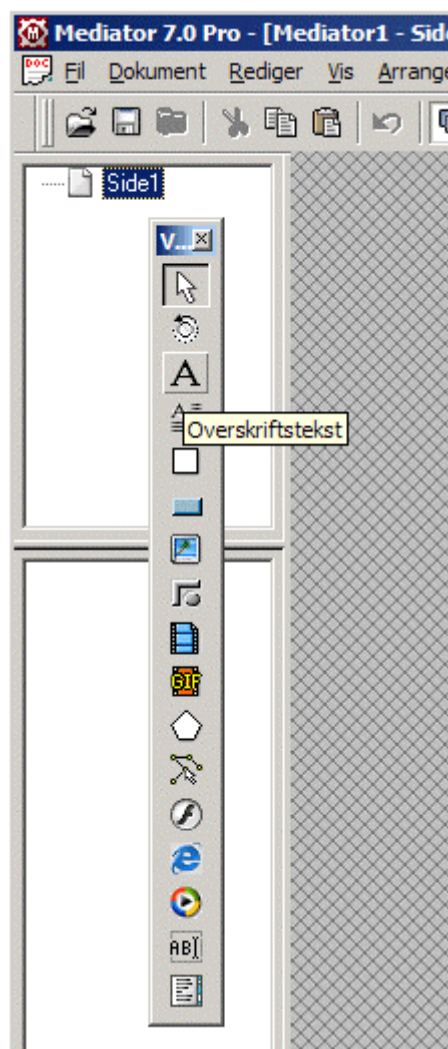 Mediator 7.0 Pro - [Mediator1 - Side
Fil Dokument Rediger Vis Arrange
Side1
V...
A
Overskriftstekst
GIF
AB